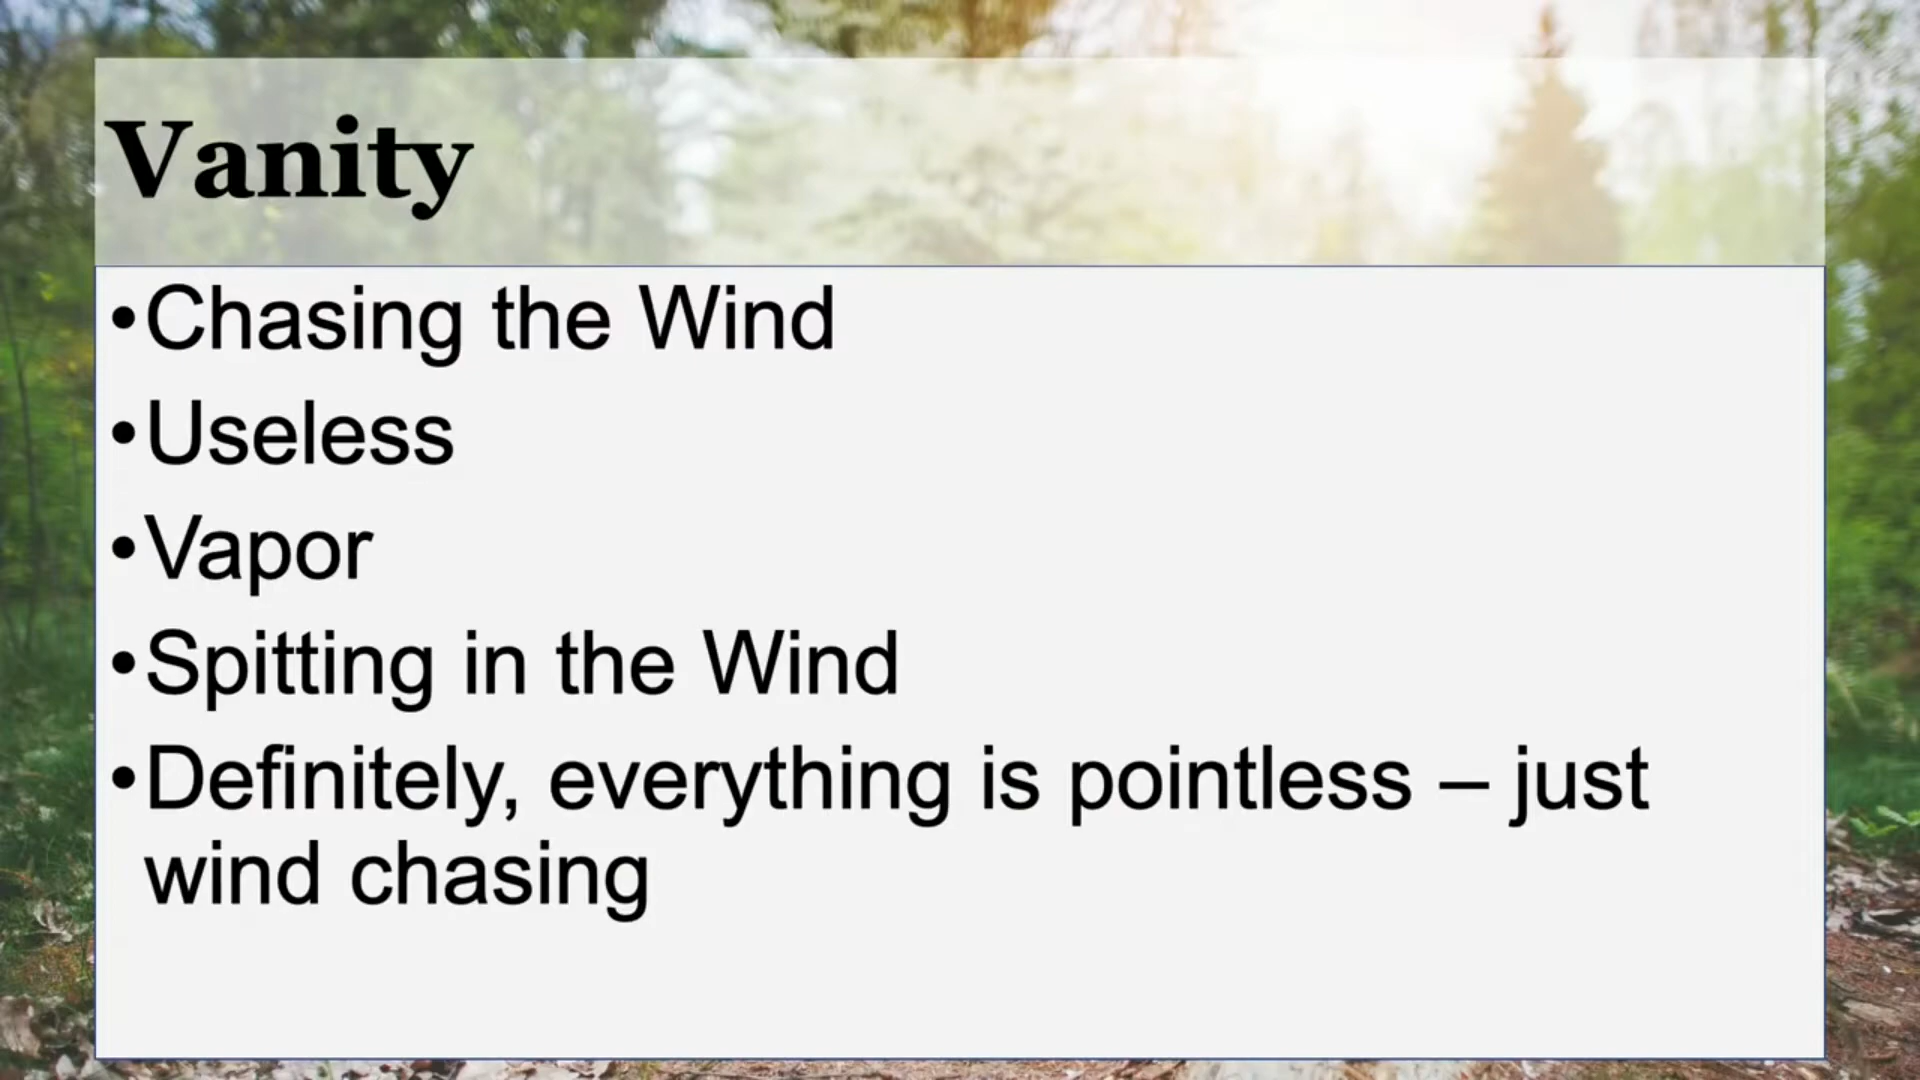 Vanity
•Chasing the Wind
•Useless
•Vapor
•Spitting in the Wind
•Definitely, everything is pointless – just
wind chasing